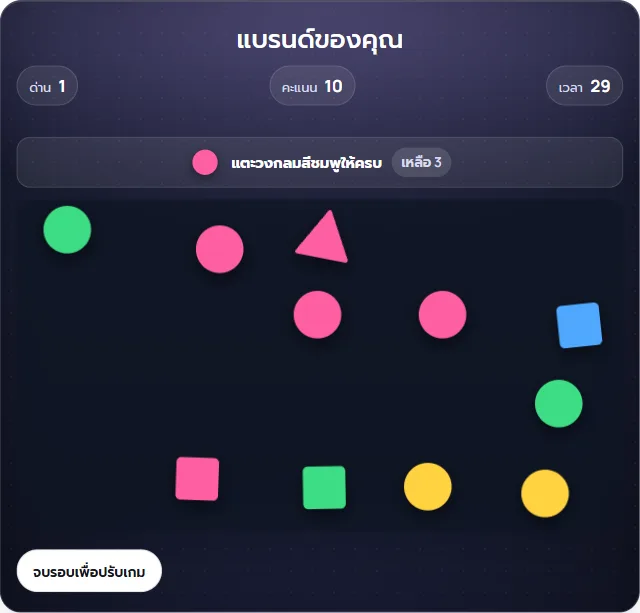 แบรนด์ของคุณ
ด่าน 1
คะแนน 10
เวลา 29
แตะวงกลมสีชมพูให้ครบ เหลือ 3
จบรอบเพื่อปรับเกม